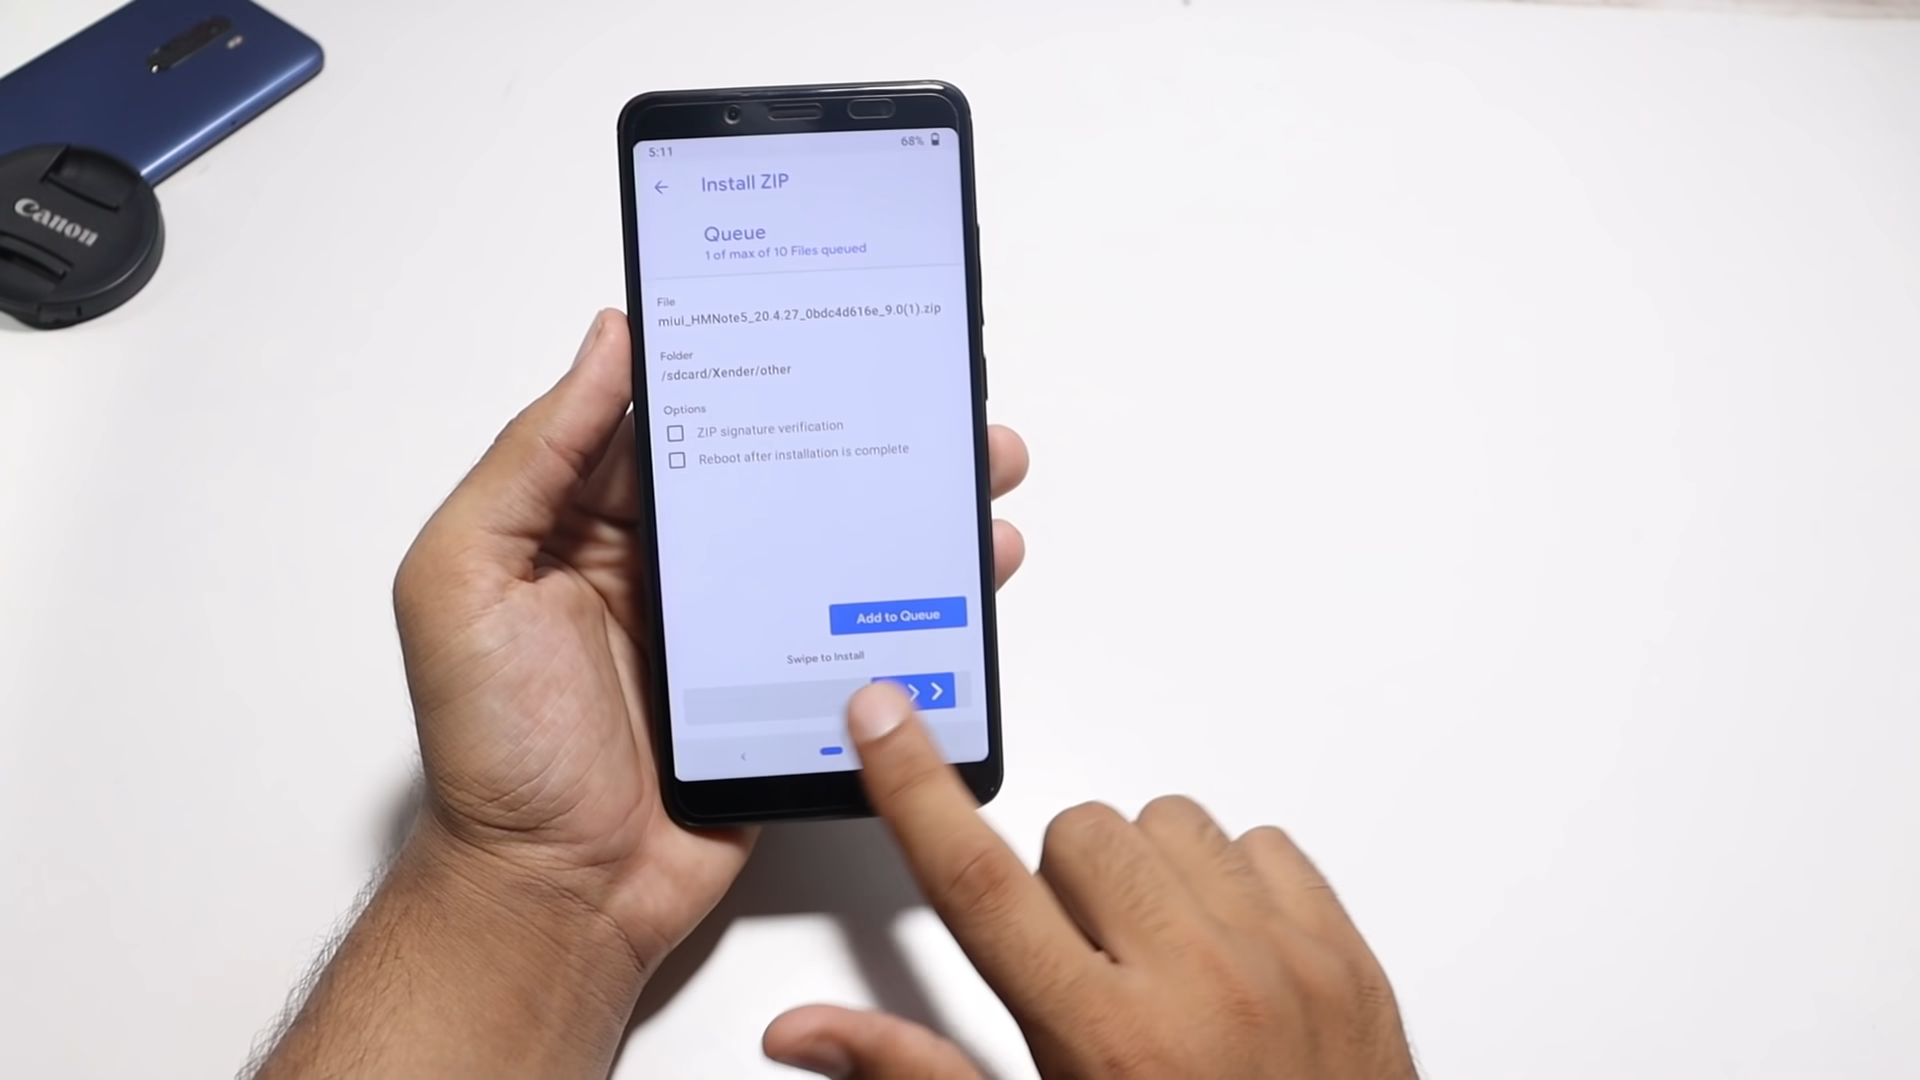 Canon
5:11
68%
Install ZIP
Queue
1 of max of 10 Files queued
File
miui_HMNote5_20.4.27_0bdc4d616e_9.0(1).zip
Folder
/sdcard/Xender/other
Options
ZIP signature verification
Reboot after installation is complete
Add to Queue
Swipe to Install